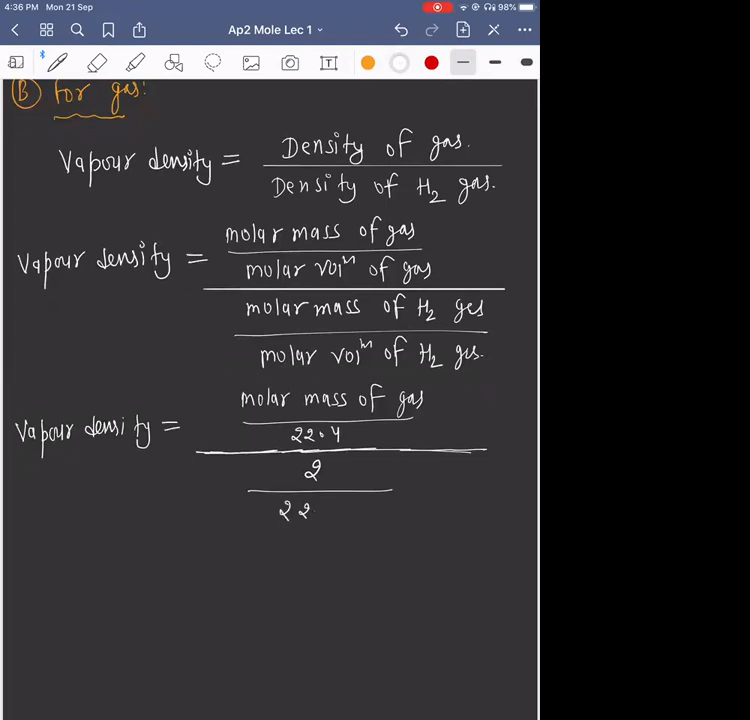 4:36 PM Mon 21 Sep 98%
Ap2 Mole Lec 1
T
B For gas:
Vapour density = Density of gas.
Density of H2 gas.
Vapour density = molar mass of gas
molar volm of gas
molar mass of H2 ges
molar volm of H2 gas.
Vapour density = molar mass of gas
22.4
2
22